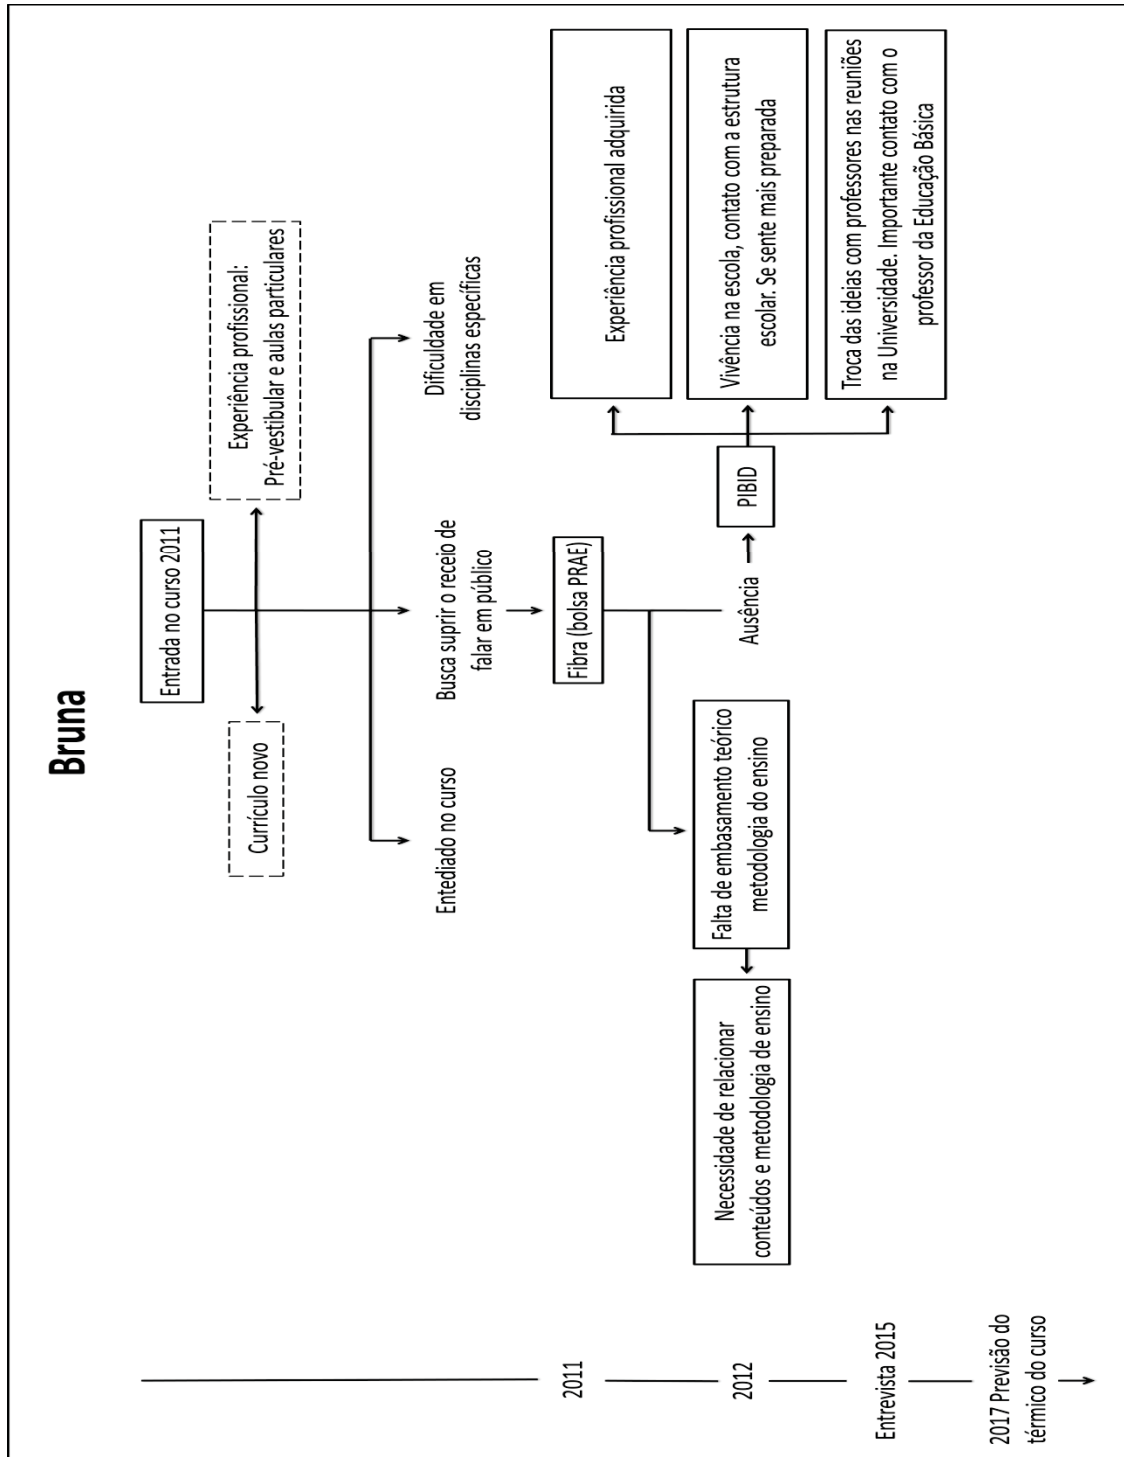 Bruna
Entrada no curso 2011
Currículo novo
Experiência profissional:
Pré-vestibular e aulas particulares
Entediado no curso
Busca suprir o receio de
falar em público
Dificuldade em
disciplinas específicas
2011
Fibra (bolsa PRAE)
2012
Necessidade de relacionar
conteúdos e metodologia de ensino
Falta de embasamento teórico
metodologia do ensino
Ausência
PIBID
Experiência profissional adquirida
Vivência na escola, contato com a estrutura
escolar. Se sente mais preparada
Troca das ideias com professores nas reuniões
na Universidade. Importante contato com o
professor da Educação Básica
Entrevista 2015
2017 Previsão do
térmico do curso